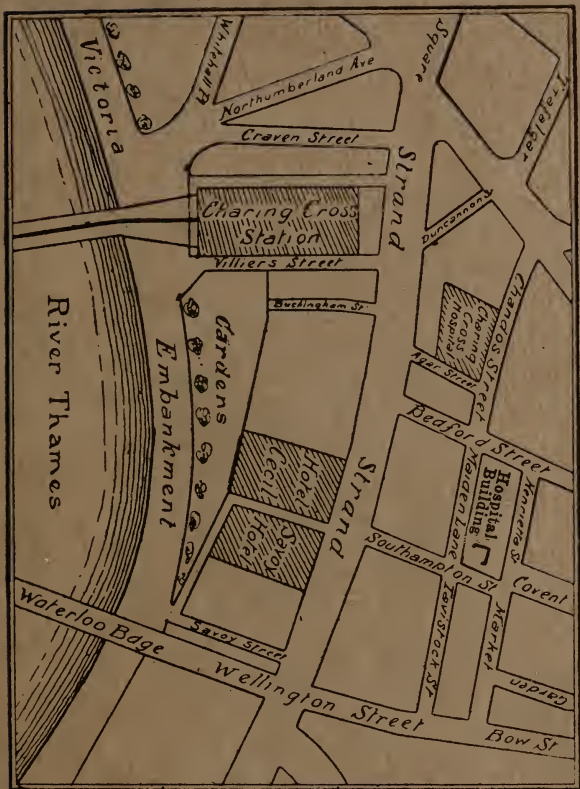 Trafalgar
Square
Whitehall Pl
Northumberland Ave
Victoria
Craven Street
Strand
Duncannon S
Charing Cross
Station
Villiers Street
Buckingham St
Chandos Street
Charing
Cross
Hospital
Agar Street
Bedford Street
Henrietta St
Maiden Lane
Hospital
Building
Gardens
Embankment
River Thames
Hotel
Cecil
Strand
Savoy
Hotel
Southampton St
Covent
Market
Garden
Tavistock St
Savoy Street
Waterloo Bdge
Wellington Street
Bow St